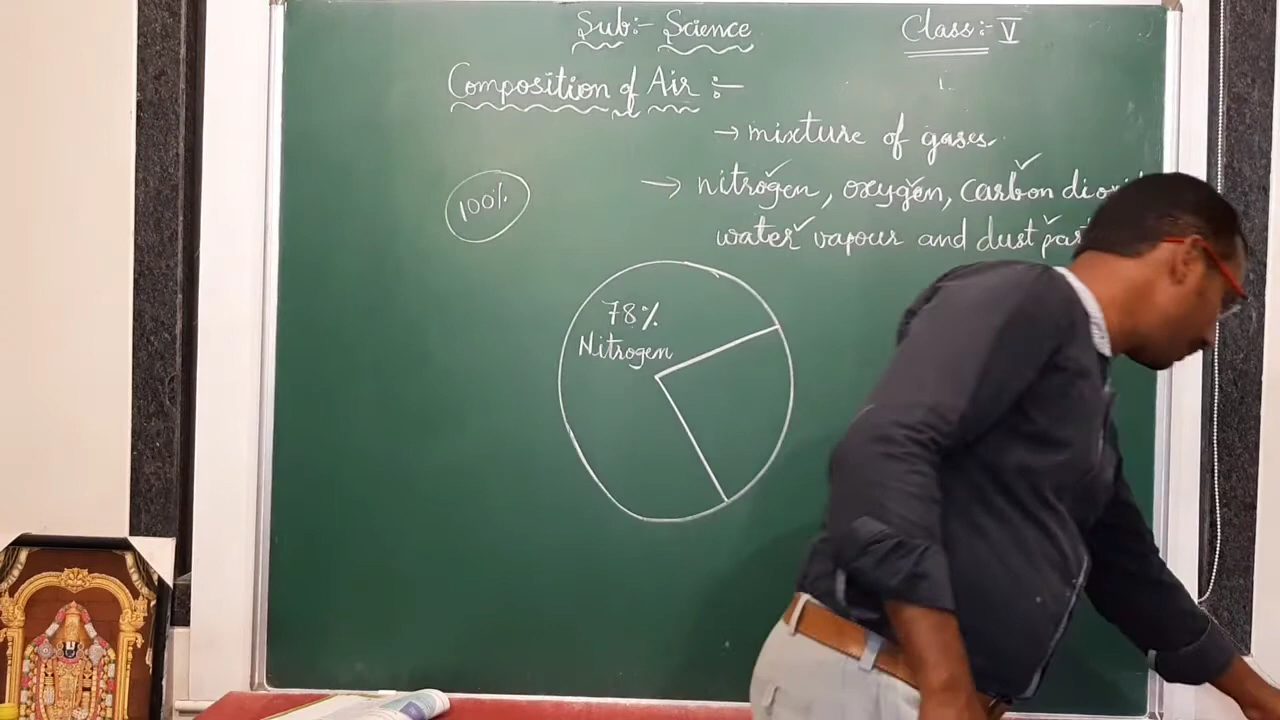 Sub:- Science
Class:- V
Composition of Air :-
→ mixture of gases.
→ nitrogen, oxygen, carbon
water vapour and dust
100%
78%
Nitrogen